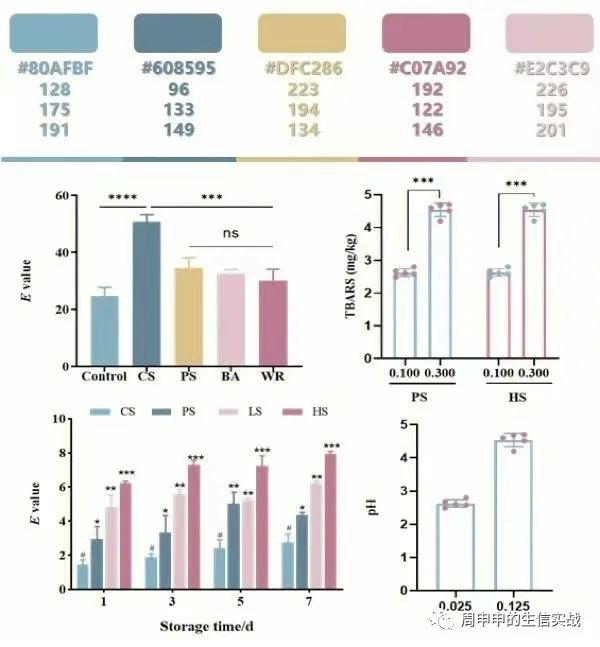 #80AFBF #608595 #DFC286 #C07A92 #E2C3C9
128 96 223 192 226
175 133 194 122 195
191 149 134 146 201
60
40
20
0
E value
**** ***
ns
Control CS PS BA WR
5
4
3
2
1
0
TBARS (mg/kg)
*** ***
0.100 0.300 0.100 0.300
PS HS
CS PS LS HS
10
8
6
4
2
0
E value
# * ** ***
# * ** ***
# ** ** ***
# * ** ***
1 3 5 7
Storage time/d
5
4
3
2
1
0
pH
0.025 0.125
周甲甲的生信实战